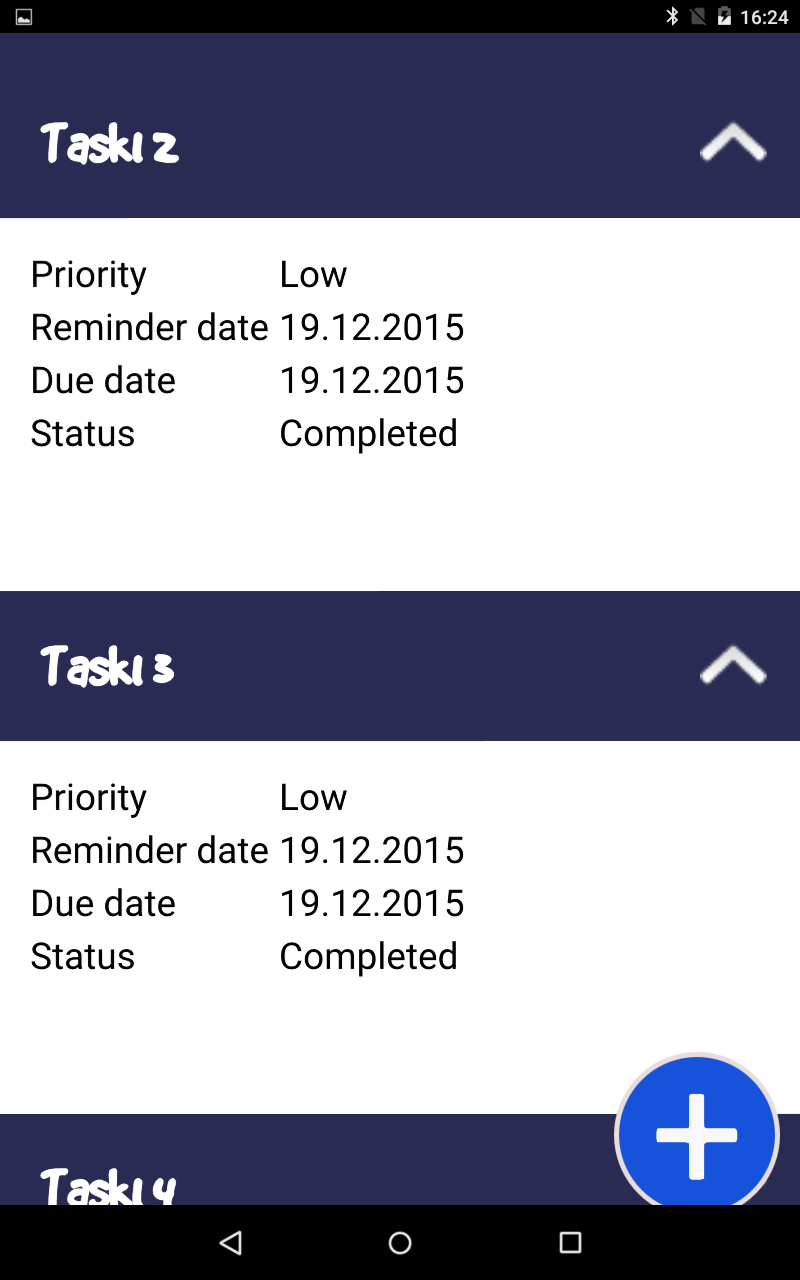 16:24
Task1 2
Priority Low
Reminder date 19.12.2015
Due date 19.12.2015
Status Completed
Task1 3
Priority Low
Reminder date 19.12.2015
Due date 19.12.2015
Status Completed
Task1 4